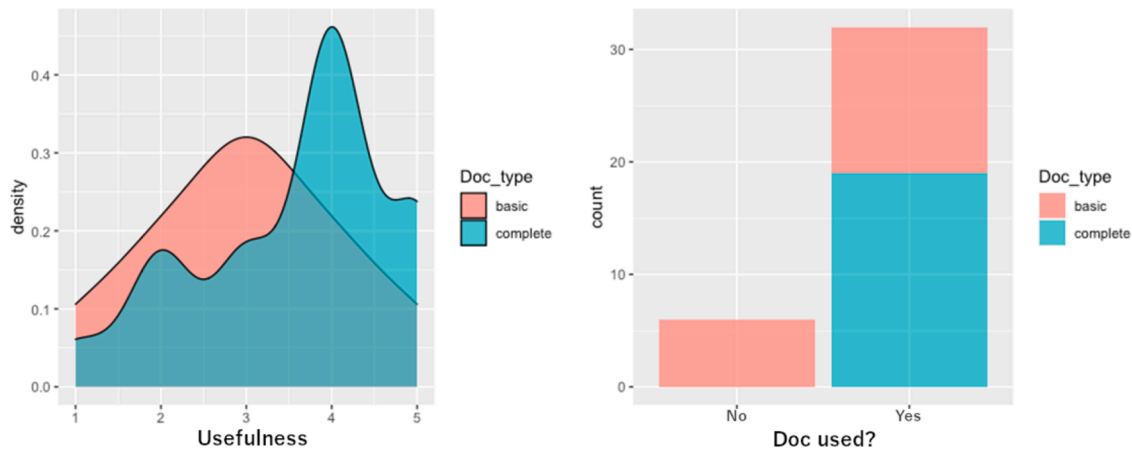 density
0.4
0.3
0.2
0.1
0.0
1 2 3 4 5
Usefulness
Doc_type
basic
complete
count
30
20
10
0
No Yes
Doc used?
Doc_type
basic
complete